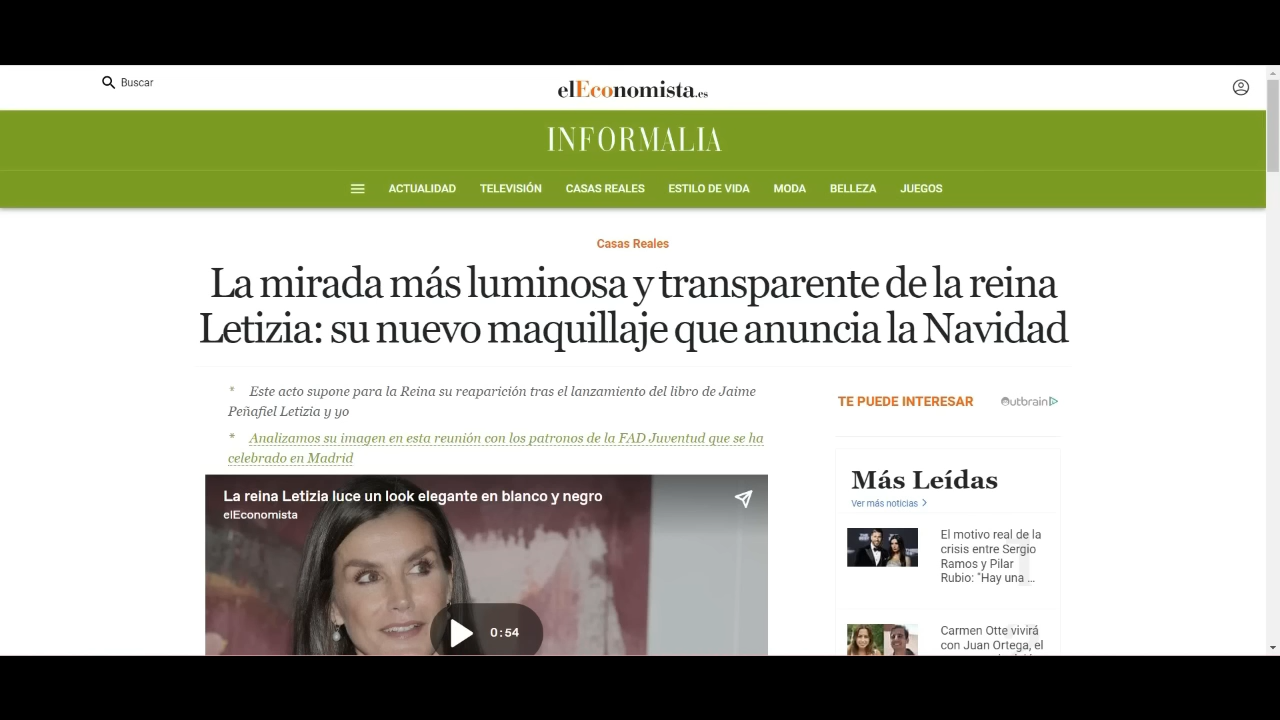 Buscar
elEconomista.es
INFORMALIA
ACTUALIDAD TELEVISIÓN CASAS REALES ESTILO DE VIDA MODA BELLEZA JUEGOS
Casas Reales
La mirada más luminosa y transparente de la reina
Letizia: su nuevo maquillaje que anuncia la Navidad
* Este acto supone para la Reina su reaparición tras el lanzamiento del libro de Jaime
Peñafiel Letizia y yo
* Analizamos su imagen en esta reunión con los patronos de la FAD Juventud que se ha
celebrado en Madrid
La reina Letizia luce un look elegante en blanco y negro
elEconomista
0:54
TE PUEDE INTERESAR
Outbrain
Más Leídas
Ver más noticias
El motivo real de la
crisis entre Sergio
Ramos y Pilar
Rubio: "Hay una ...
Carmen Otte vivirá
con Juan Ortega, el